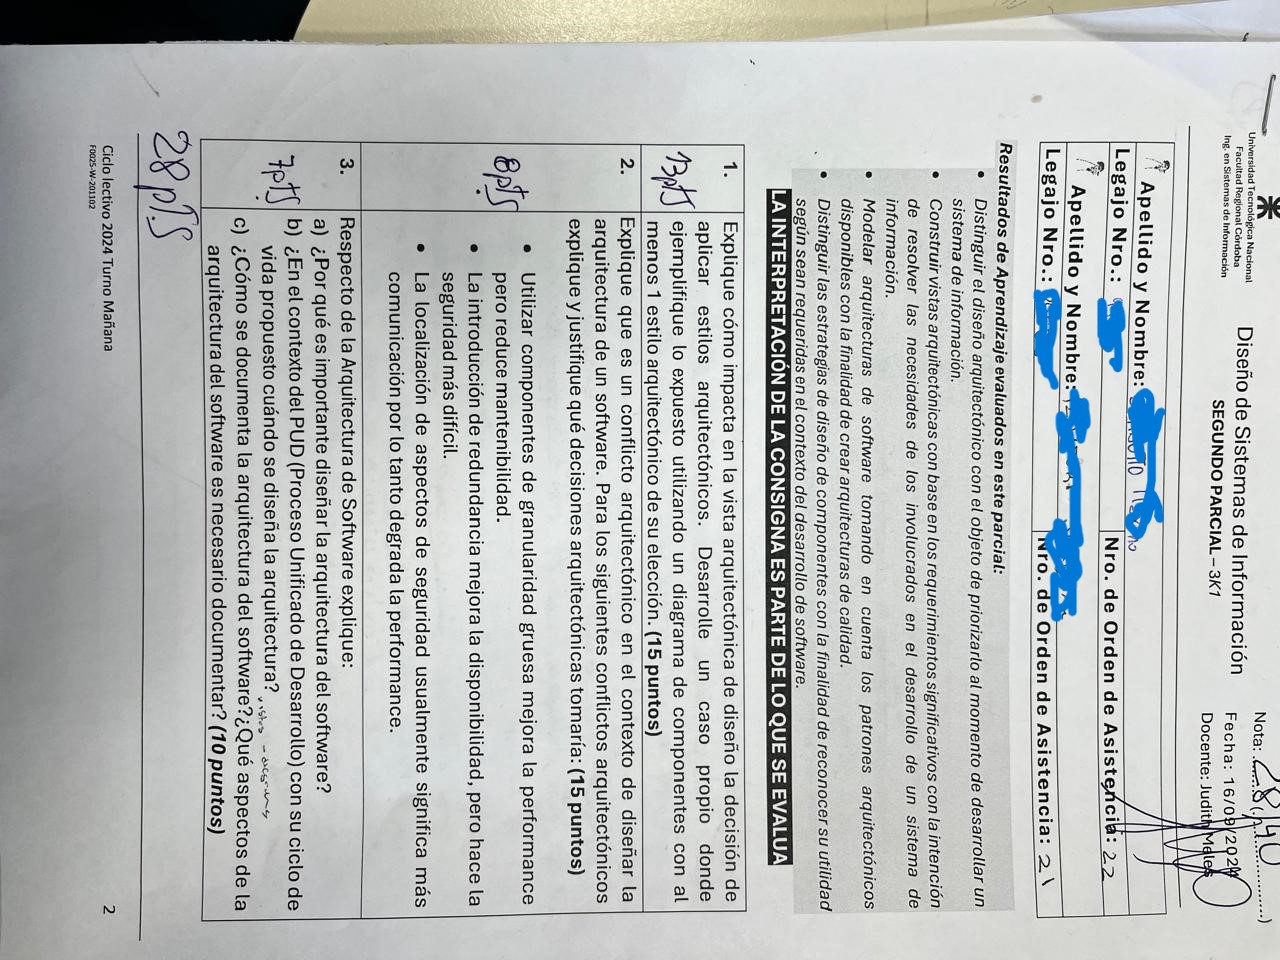 Universidad Tecnológica Nacional
Facultad Regional Córdoba
Ing. en Sistemas de Información
Diseño de Sistemas de Información
SEGUNDO PARCIAL – 3K1
Nota: 28/40
Fecha: 16/09/2024
Docente: Judith Meles
Apellido y Nombre:
Legajo Nro.:
Nro. de Orden de Asistencia: 22
Apellido y Nombre:
Legajo Nro.:
Nro. de Orden de Asistencia: 21
Resultados de Aprendizaje evaluados en este parcial:
• Distinguir el diseño arquitectónico con el objeto de priorizarlo al momento de desarrollar un
sistema de información.
• Construir vistas arquitectónicas con base en los requerimientos significativos con la intención
de resolver las necesidades de los involucrados en el desarrollo de un sistema de
información.
• Modelar arquitecturas de software tomando en cuenta los patrones arquitectónicos
disponibles con la finalidad de crear arquitecturas de calidad.
• Distinguir las estrategias de diseño de componentes con la finalidad de reconocer su utilidad
según sean requeridas en el contexto del desarrollo de software.
LA INTERPRETACIÓN DE LA CONSIGNA ES PARTE DE LO QUE SE EVALUA
1. Explique cómo impacta en la vista arquitectónica de diseño la decisión de
aplicar estilos arquitectónicos. Desarrolle un caso propio donde
ejemplifique lo expuesto utilizando un diagrama de componentes con al
menos 1 estilo arquitectónico de su elección. (15 puntos)
13pts
2. Explique que es un conflicto arquitectónico en el contexto de diseñar la
arquitectura de un software. Para los siguientes conflictos arquitectónicos
explique y justifique qué decisiones arquitectónicas tomaría: (15 puntos)
8pts
• Utilizar componentes de granularidad gruesa mejora la performance
pero reduce mantenibilidad.
• La introducción de redundancia mejora la disponibilidad, pero hace la
seguridad más difícil.
• La localización de aspectos de seguridad usualmente significa más
comunicación por lo tanto degrada la performance.
3. Respecto de la Arquitectura de Software explique:
a) ¿Por qué es importante diseñar la arquitectura del software?
b) ¿En el contexto del PUD (Proceso Unificado de Desarrollo) con su ciclo de
vida propuesto cuándo se diseña la arquitectura?
c) ¿Cómo se documenta la arquitectura del software?¿Qué aspectos de la
arquitectura del software es necesario documentar? (10 puntos)
7pts
28 pts
Ciclo lectivo 2024 Turno Mañana
F0025-W-201102
2